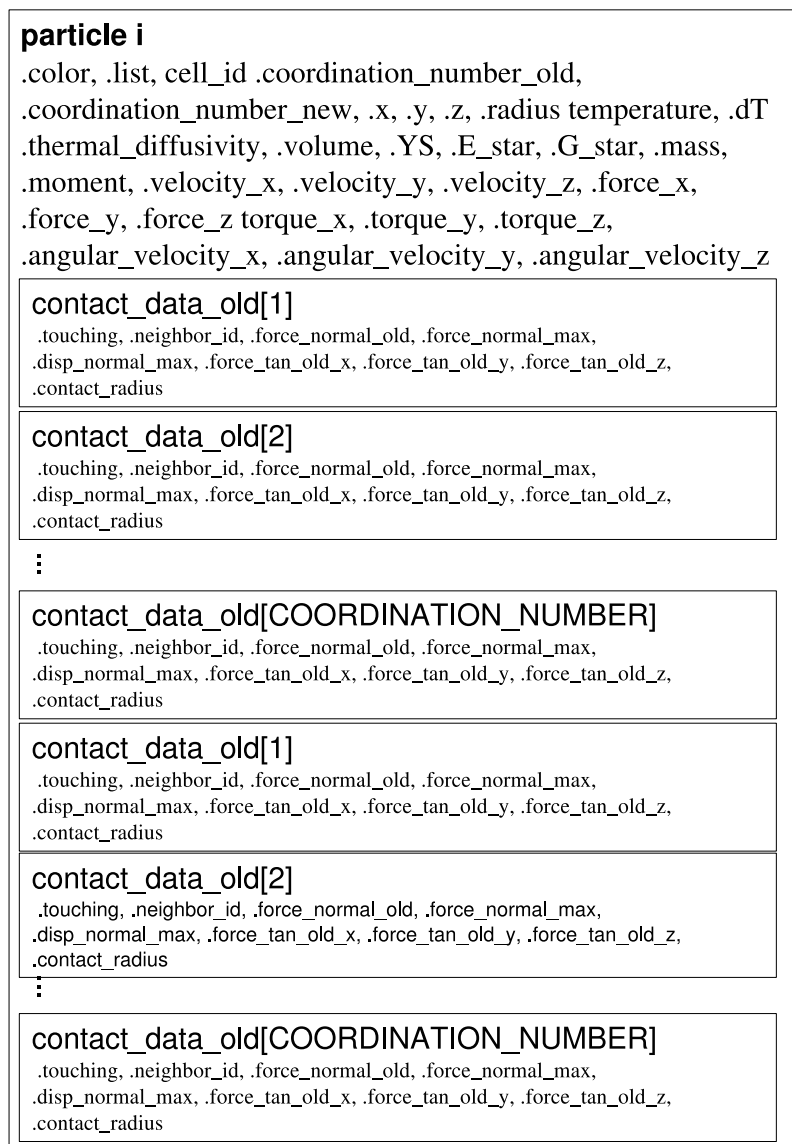 particle i
.color, .list, cell_id .coordination_number_old,
.coordination_number_new, .x, .y, .z, .radius temperature, .dT
.thermal_diffusivity, .volume, .YS, .E_star, .G_star, .mass,
.moment, .velocity_x, .velocity_y, .velocity_z, .force_x,
.force_y, .force_z torque_x, .torque_y, .torque_z,
.angular_velocity_x, .angular_velocity_y, .angular_velocity_z
contact_data_old[1]
.touching, .neighbor_id, .force_normal_old, .force_normal_max,
.disp_normal_max, .force_tan_old_x, .force_tan_old_y, .force_tan_old_z,
.contact_radius
contact_data_old[2]
.touching, .neighbor_id, .force_normal_old, .force_normal_max,
.disp_normal_max, .force_tan_old_x, .force_tan_old_y, .force_tan_old_z,
.contact_radius
⋮
contact_data_old[COORDINATION_NUMBER]
.touching, .neighbor_id, .force_normal_old, .force_normal_max,
.disp_normal_max, .force_tan_old_x, .force_tan_old_y, .force_tan_old_z,
.contact_radius
contact_data_old[1]
.touching, .neighbor_id, .force_normal_old, .force_normal_max,
.disp_normal_max, .force_tan_old_x, .force_tan_old_y, .force_tan_old_z,
.contact_radius
contact_data_old[2]
.touching, .neighbor_id, .force_normal_old, .force_normal_max,
.disp_normal_max, .force_tan_old_x, .force_tan_old_y, .force_tan_old_z,
.contact_radius
⋮
contact_data_old[COORDINATION_NUMBER]
.touching, .neighbor_id, .force_normal_old, .force_normal_max,
.disp_normal_max, .force_tan_old_x, .force_tan_old_y, .force_tan_old_z,
.contact_radius